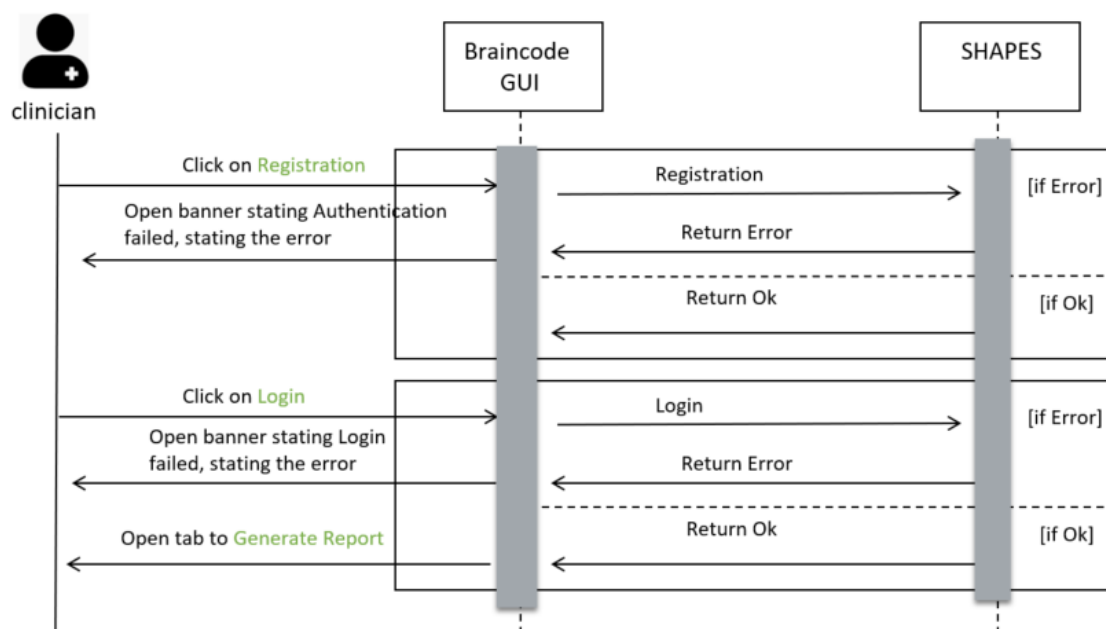 clinician
Braincode
GUI
SHAPES
Click on Registration
Registration
[if Error]
Open banner stating Authentication
failed, stating the error
Return Error
Return Ok
[if Ok]
Click on Login
Login
[if Error]
Open banner stating Login
failed, stating the error
Return Error
Open tab to Generate Report
Return Ok
[if Ok]